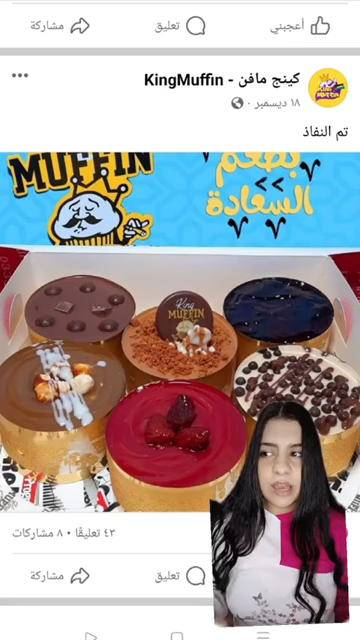 أعجبني
تعليق
مشاركة
كينج مافن - KingMuffin
١٨ ديسمبر
تم النفاذ
MUFFIN
بطعم
السعادة
King
MUFFIN
٤٣ تعليقًا • ٨ مشاركات
تعليق
مشاركة